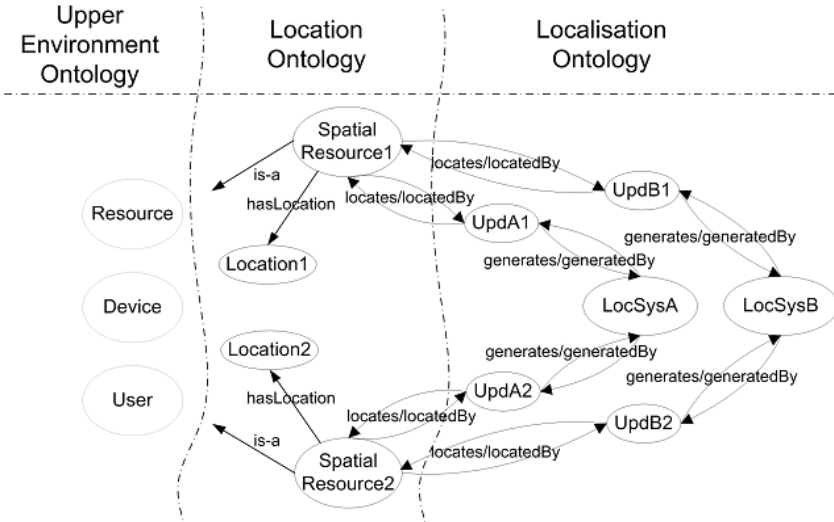 Upper
Environment
Ontology
Location
Ontology
Localisation
Ontology
Spatial
Resource1
locates/locatedBy
UpdB1
is-a
Resource
hasLocation
locates/locatedBy
UpdA1
generates/generatedBy
Location1
generates/generatedBy
Device
LocSysA
LocSysB
Location2
generates/generatedBy
generates/generatedBy
User
hasLocation
UpdA2
locates/locatedBy
UpdB2
is-a
locates/locatedBy
Spatial
Resource2